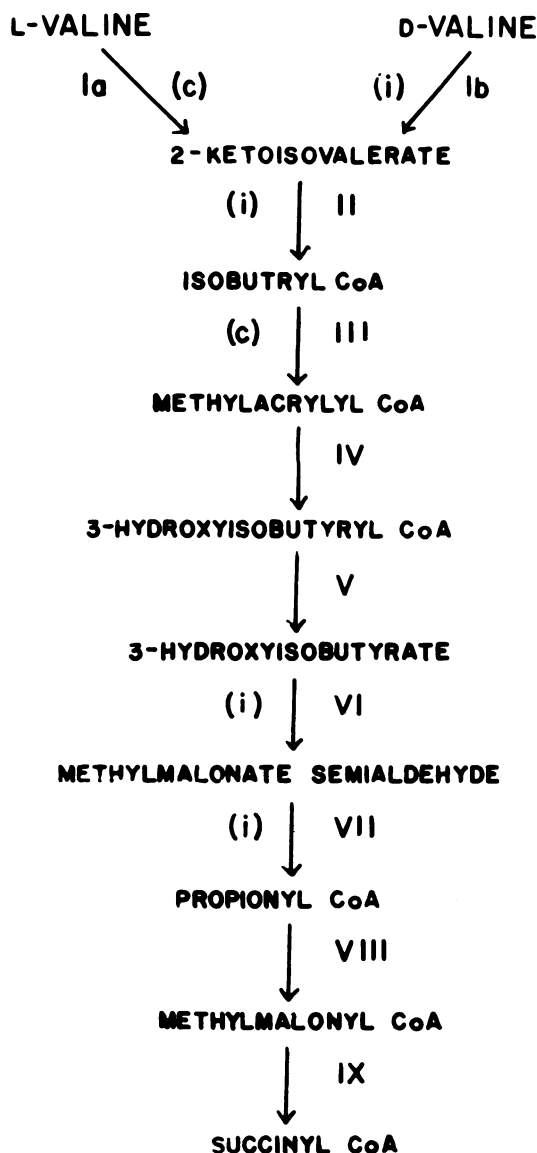 L-VALINE D-VALINE
Ia (c) (i) Ib
2-KETOISOVALERATE
(i) II
ISOBUTRYL CoA
(c) III
METHYLACRYLYL CoA
IV
3-HYDROXYISOBUTYRYL CoA
V
3-HYDROXYISOBUTYRATE
(i) VI
METHYLMALONATE SEMIALDEHYDE
(i) VII
PROPIONYL CoA
VIII
METHYLMALONYL CoA
IX
SUCCINYL CoA